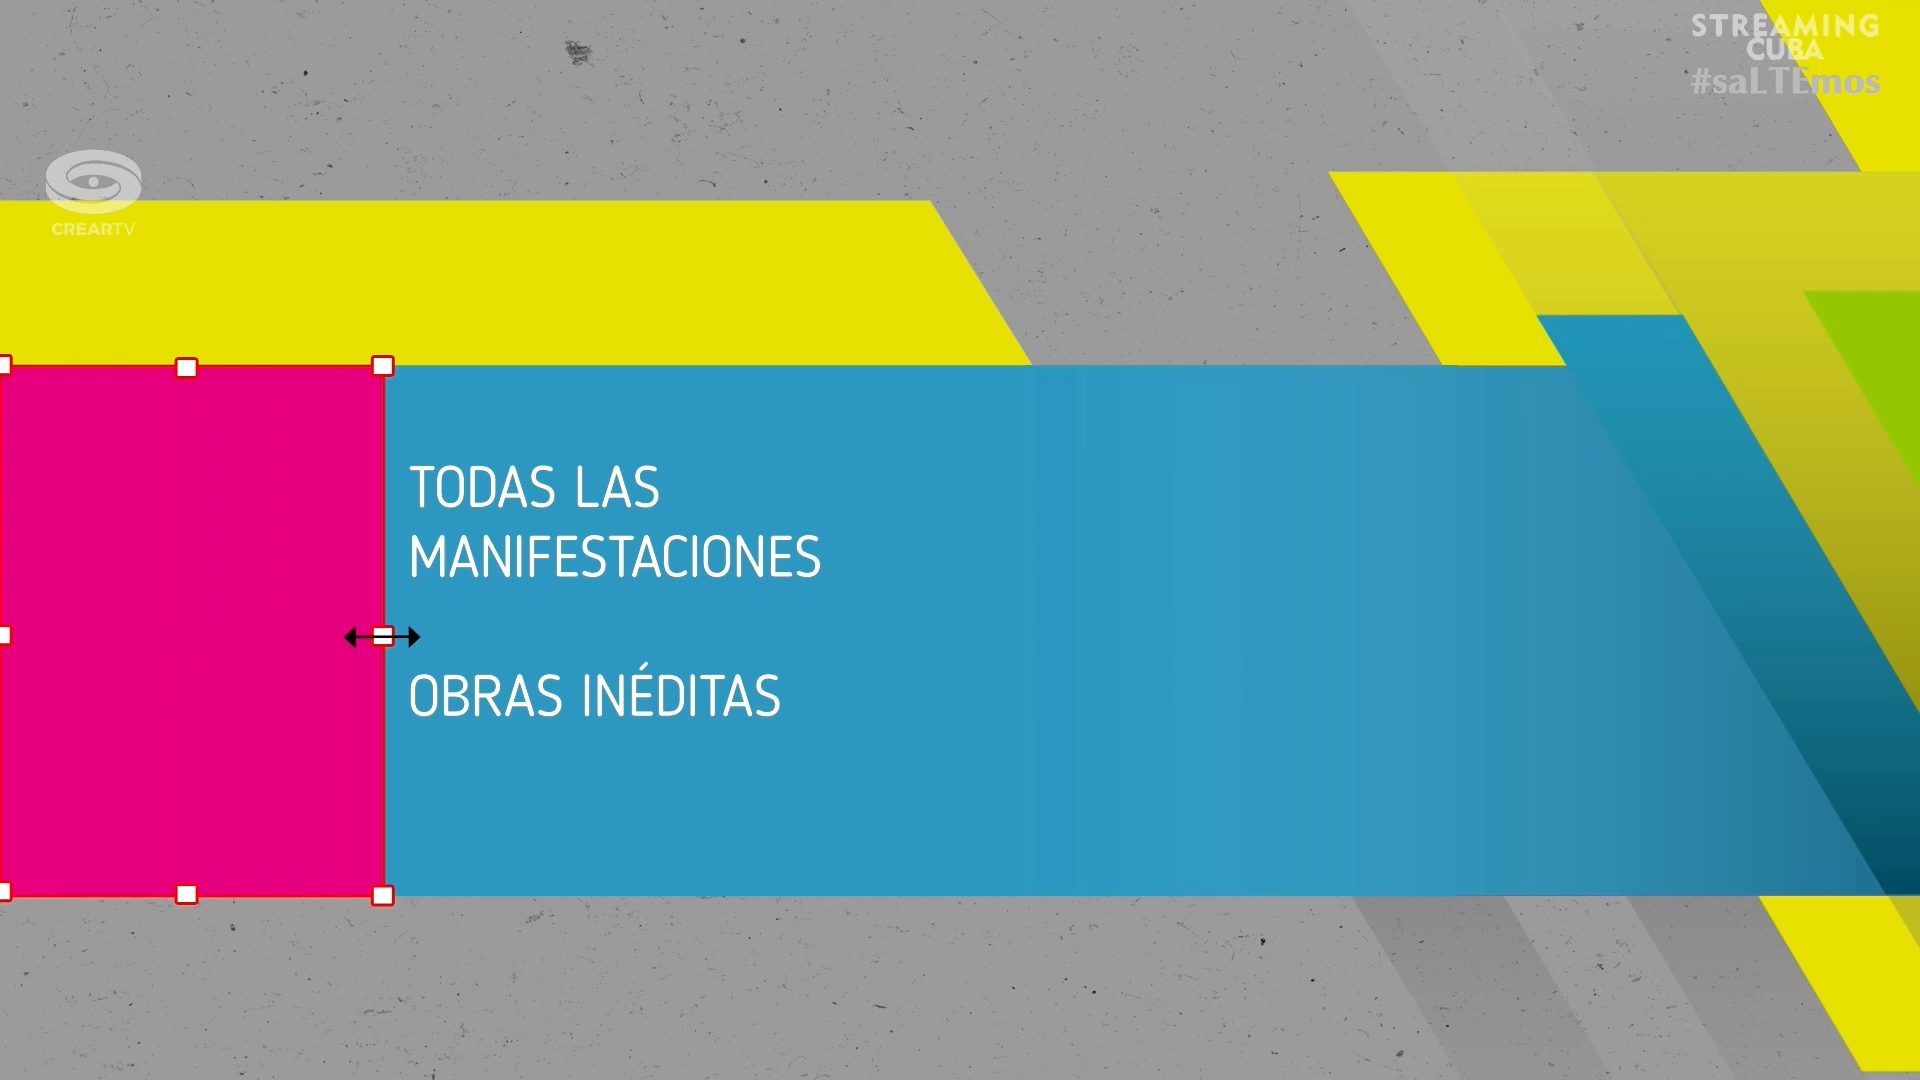 STREAMING
CUBA
#saLTEmos
CREARTV
TODAS LAS
MANIFESTACIONES
OBRAS INÉDITAS